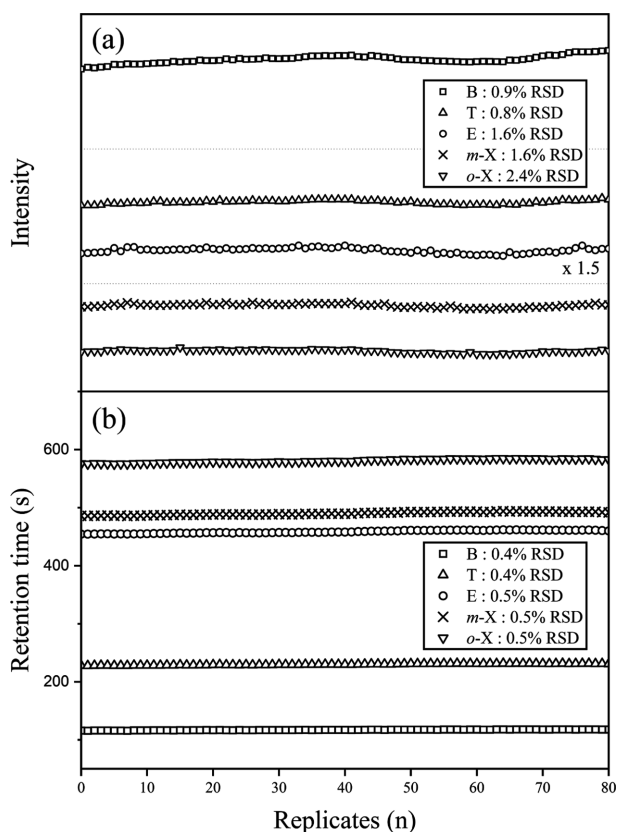 (a)
B : 0.9% RSD
T : 0.8% RSD
E : 1.6% RSD
m-X : 1.6% RSD
o-X : 2.4% RSD
x 1.5
Intensity
(b)
600
400
200
B : 0.4% RSD
T : 0.4% RSD
E : 0.5% RSD
m-X : 0.5% RSD
o-X : 0.5% RSD
Retention time (s)
0 10 20 30 40 50 60 70 80
Replicates (n)